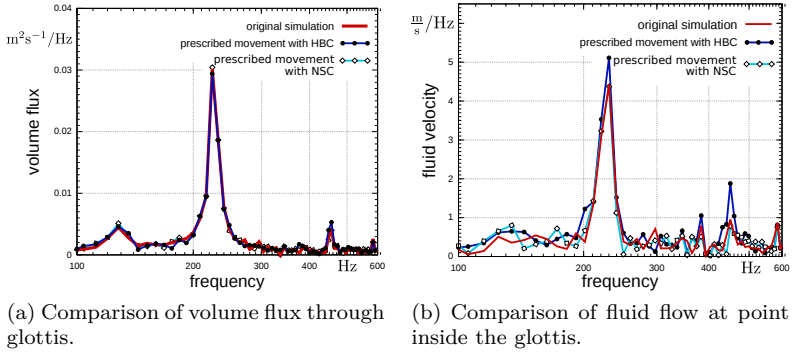 0.04
m²s⁻¹/Hz
0.03
0.02
0.01
0
volume flux
original simulation
prescribed movement with HBC
prescribed movement
with NSC
100
200
300
400
Hz
600
frequency
(a) Comparison of volume flux through
glottis.
m/s /Hz
5
4
3
2
1
0
fluid velocity
original simulation
prescribed movement with HBC
prescribed movement
with NSC
100
200
300
400
Hz
600
frequency
(b) Comparison of fluid flow at point
inside the glottis.